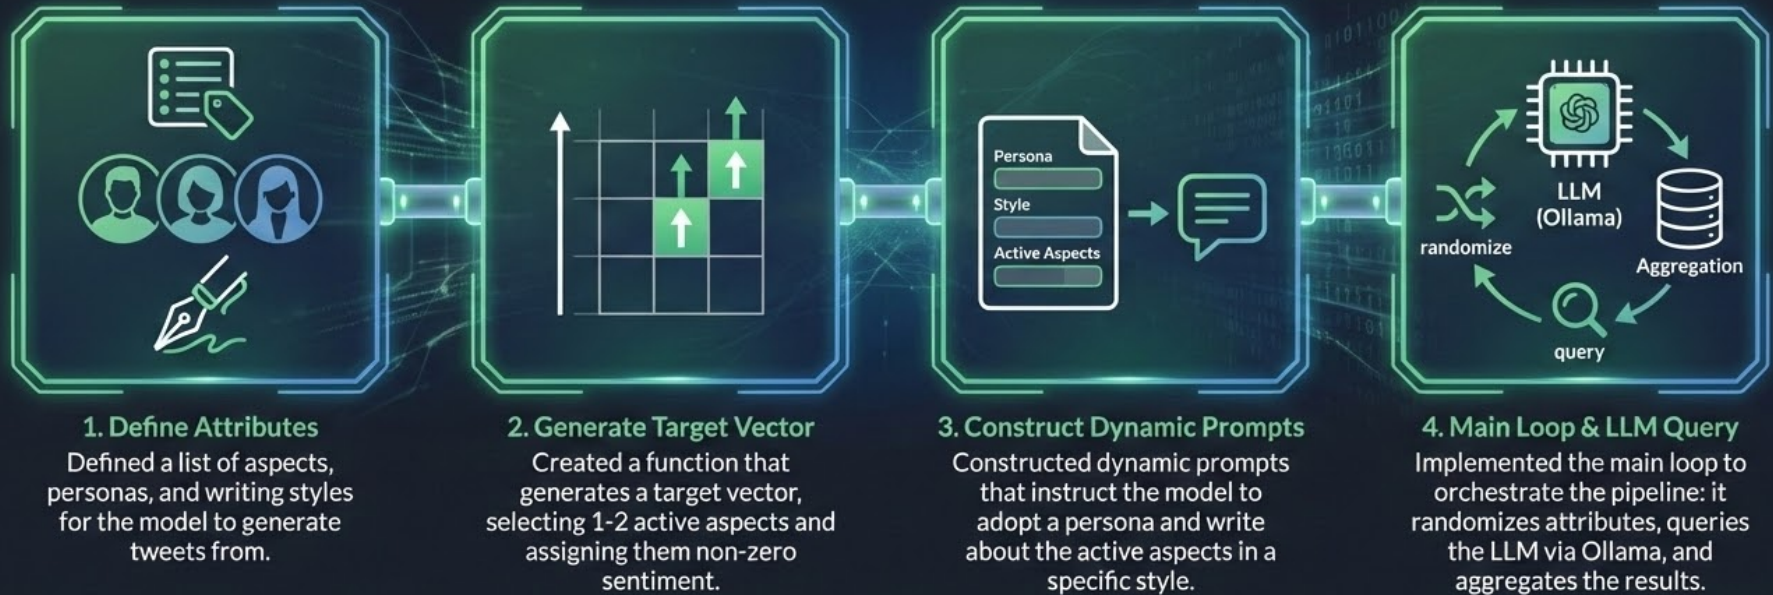 Persona
Style
Active Aspects
LLM
(Ollama)
randomize
Aggregation
query
1. Define Attributes
Defined a list of aspects,
personas, and writing styles
for the model to generate
tweets from.
2. Generate Target Vector
Created a function that
generates a target vector,
selecting 1-2 active aspects and
assigning them non-zero
sentiment.
3. Construct Dynamic Prompts
Constructed dynamic prompts
that instruct the model to
adopt a persona and write
about the active aspects in a
specific style.
4. Main Loop & LLM Query
Implemented the main loop to
orchestrate the pipeline: it
randomizes attributes, queries
the LLM via Ollama, and
aggregates the results.